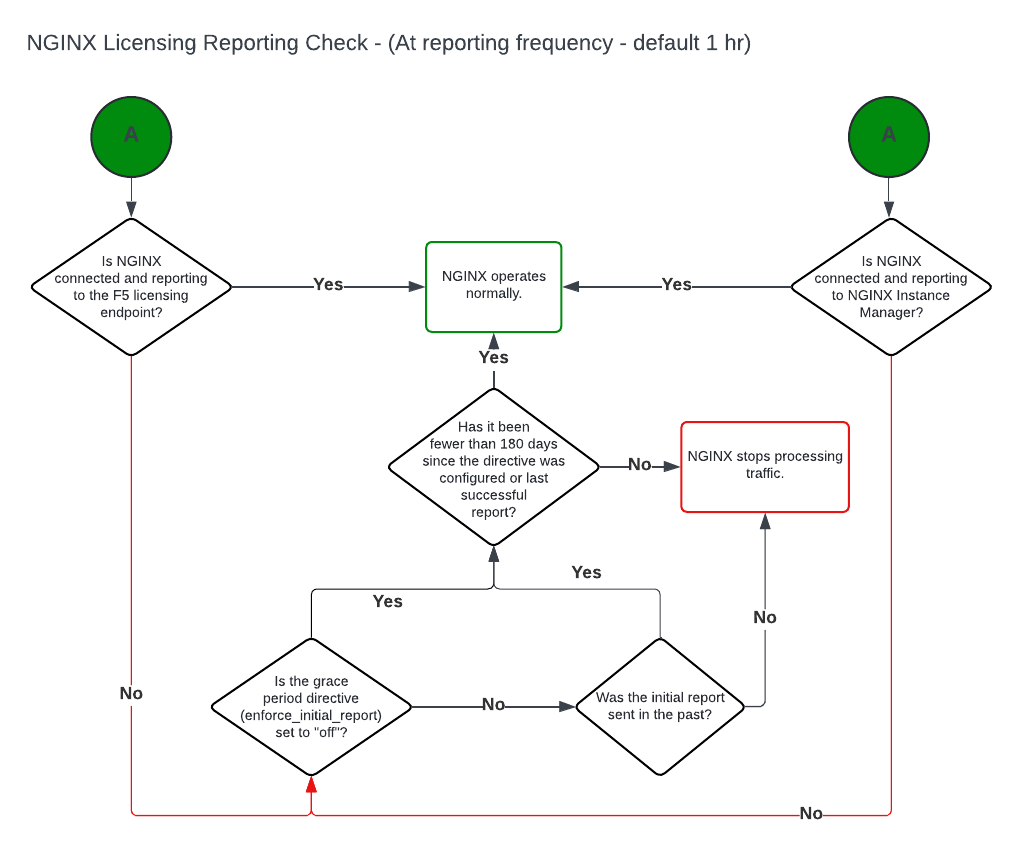 NGINX Licensing Reporting Check - (At reporting frequency - default 1 hr)
A
A
Is NGINX
connected and reporting
to the F5 licensing
endpoint?
Yes
NGINX operates
normally.
Yes
Is NGINX
connected and reporting
to NGINX Instance
Manager?
Yes
Has it been
fewer than 180 days
since the directive was
configured or last
successful
report?
No
NGINX stops processing
traffic.
Yes
Yes
No
No
Is the grace
period directive
(enforce_initial_report)
set to "off"?
No
Was the initial report
sent in the past?
No